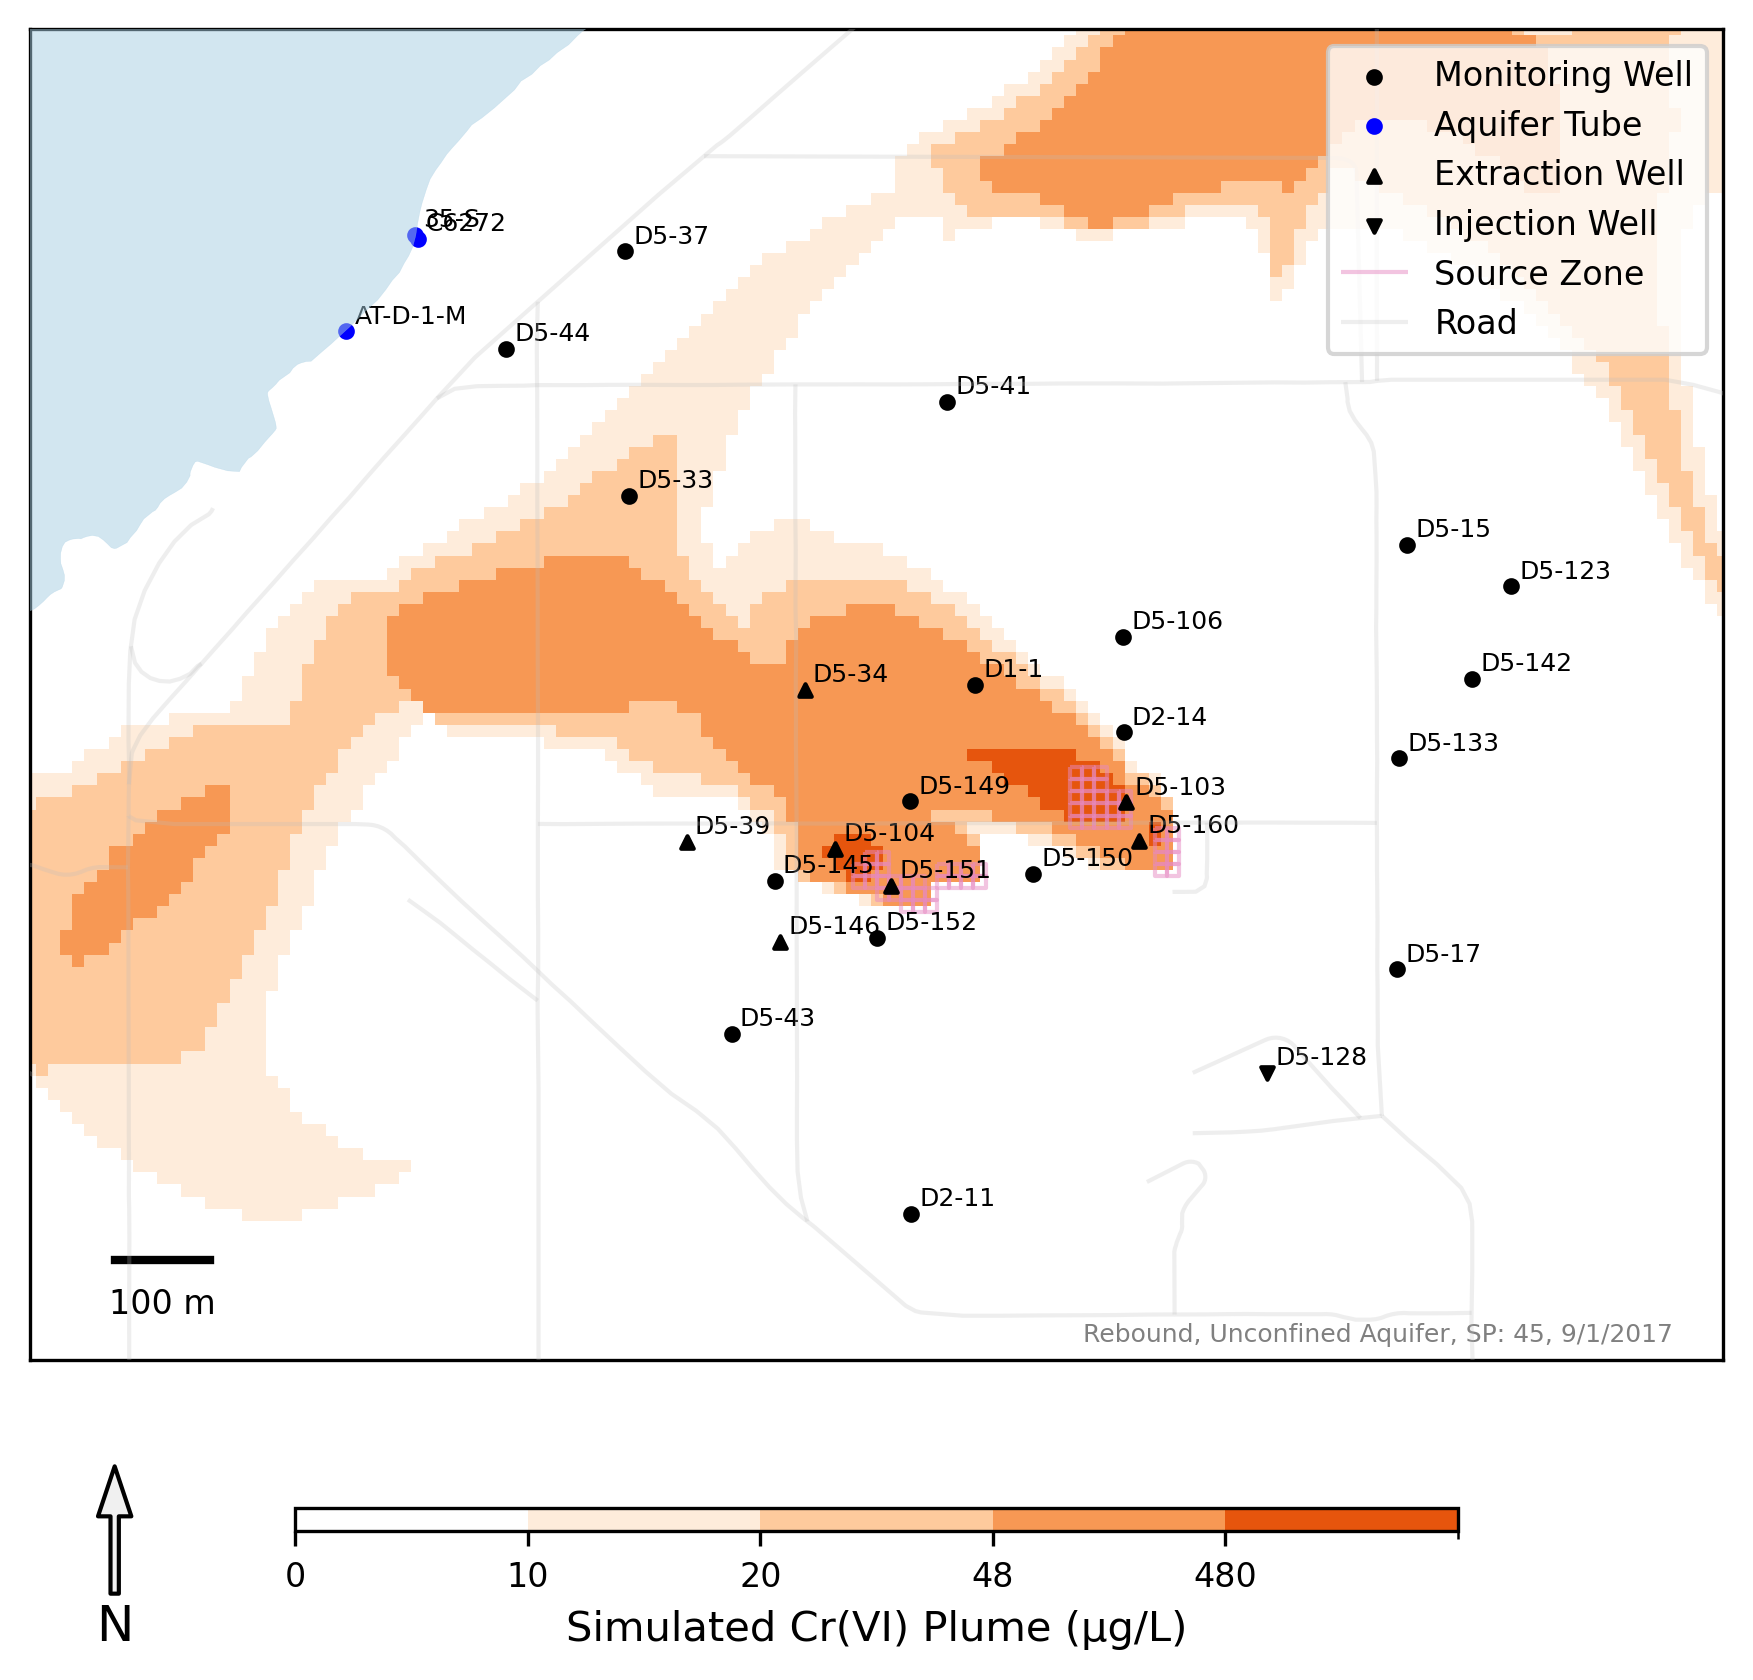 Monitoring Well
Aquifer Tube
Extraction Well
Injection Well
Source Zone
Road
35-S
C6272
D5-37
AT-D-1-M
D5-44
D5-41
D5-33
D5-15
D5-123
D5-106
D5-142
D5-34
D1-1
D2-14
D5-133
D5-149
D5-103
D5-39
D5-104
D5-160
D5-145
D5-151
D5-150
D5-146
D5-152
D5-17
D5-43
D5-128
D2-11
100 m
Rebound, Unconfined Aquifer, SP: 45, 9/1/2017
0 10 20 48 480
Simulated Cr(VI) Plume (μg/L)
N